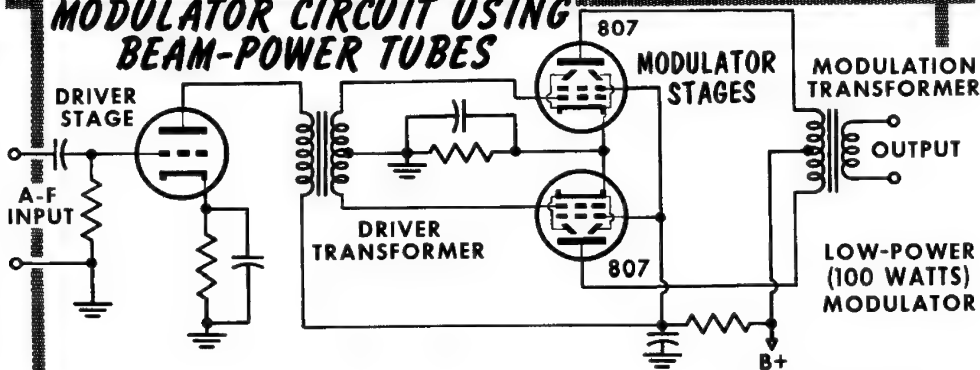 MODULATOR CIRCUIT USING
BEAM-POWER TUBES
807
DRIVER
STAGE
MODULATOR
STAGES
MODULATION
TRANSFORMER
A-F
INPUT
OUTPUT
DRIVER
TRANSFORMER
807
LOW-POWER
(100 WATTS)
MODULATOR
B+